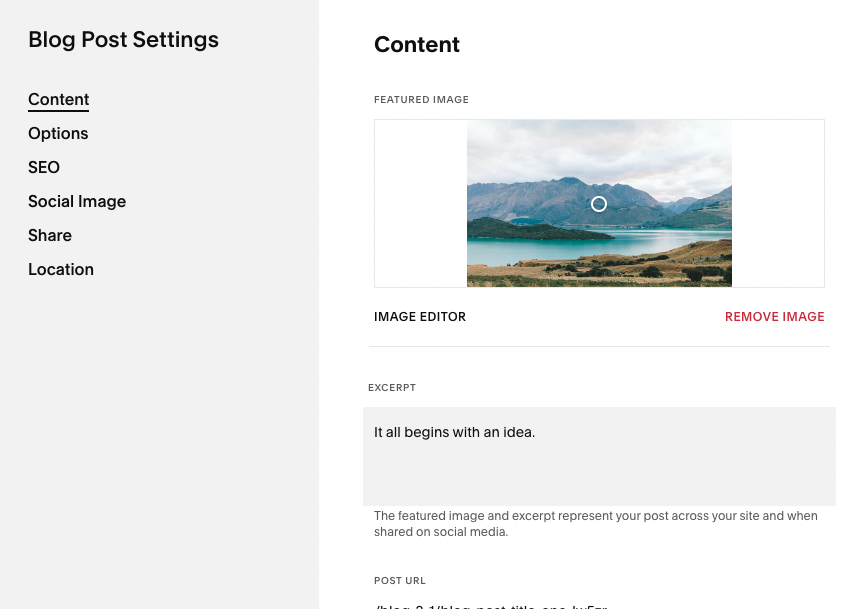 Blog Post Settings
Content
Options
SEO
Social Image
Share
Location
Content
FEATURED IMAGE
IMAGE EDITOR
REMOVE IMAGE
EXCERPT
It all begins with an idea.
The featured image and excerpt represent your post across your site and when
shared on social media.
POST URL